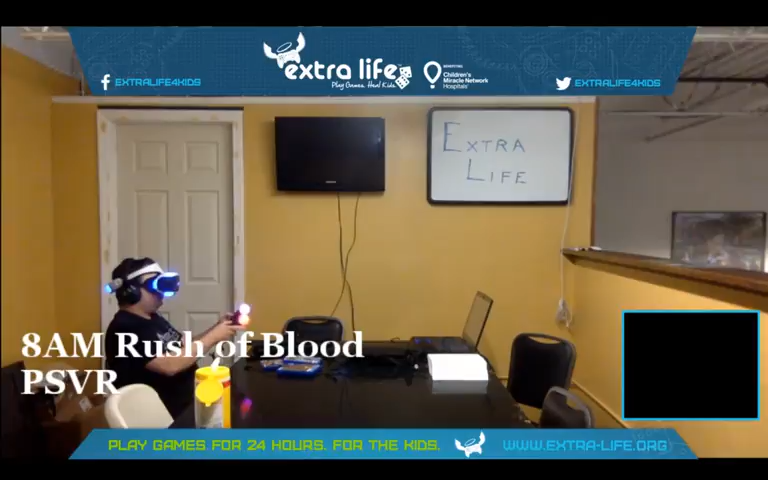 EXTRALIFE4KIDS
extra life
Play Games. Heal Kids.
BENEFITING
Children's
Miracle Network
Hospitals
EXTRALIFE4KIDS
EXTRA
LIFE
8AM Rush of Blood
PSVR
PLAY GAMES. FOR 24 HOURS. FOR THE KIDS.
WWW.EXTRA-LIFE.ORG